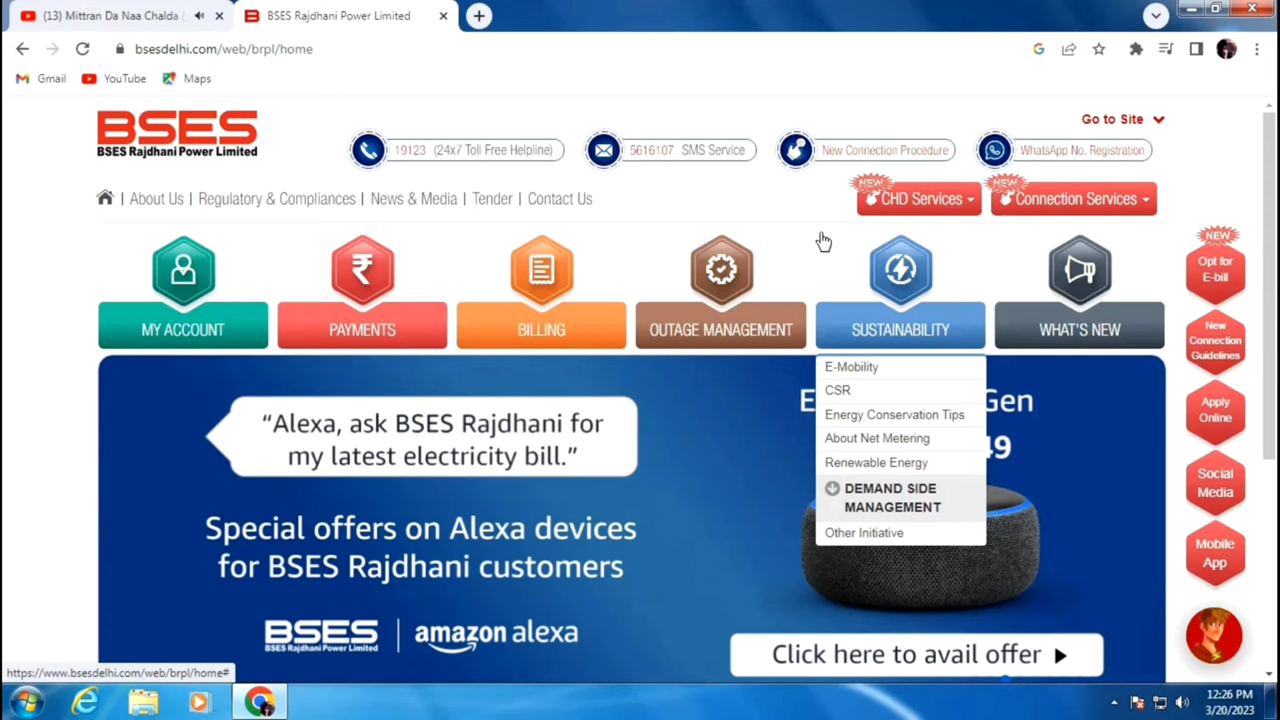 (13) Mittran Da Naa Chalda (
BSES Rajdhani Power Limited
bsesdelhi.com/web/brpl/home
Gmail
YouTube
Maps
Go to Site
BSES
BSES Rajdhani Power Limited
19123 (24x7 Toll Free Helpline)
5616107 SMS Service
New Connection Procedure
WhatsApp No. Registration
About Us | Regulatory & Compliances | News & Media | Tender | Contact Us
NEW
CHD Services
NEW
Connection Services
MY ACCOUNT
PAYMENTS
BILLING
OUTAGE MANAGEMENT
SUSTAINABILITY
WHAT'S NEW
E-Mobility
CSR
Energy Conservation Tips
About Net Metering
Renewable Energy
DEMAND SIDE
MANAGEMENT
Other Initiative
“Alexa, ask BSES Rajdhani for
my latest electricity bill.”
Gen
49
Special offers on Alexa devices
for BSES Rajdhani customers
BSES
BSES Rajdhani Power Limited
amazon alexa
Click here to avail offer
NEW
Opt for
E-bill
New
Connection
Guidelines
Apply
Online
Social
Media
Mobile
App
https://www.bsesdelhi.com/web/brpl/home#
12:26 PM
3/20/2023